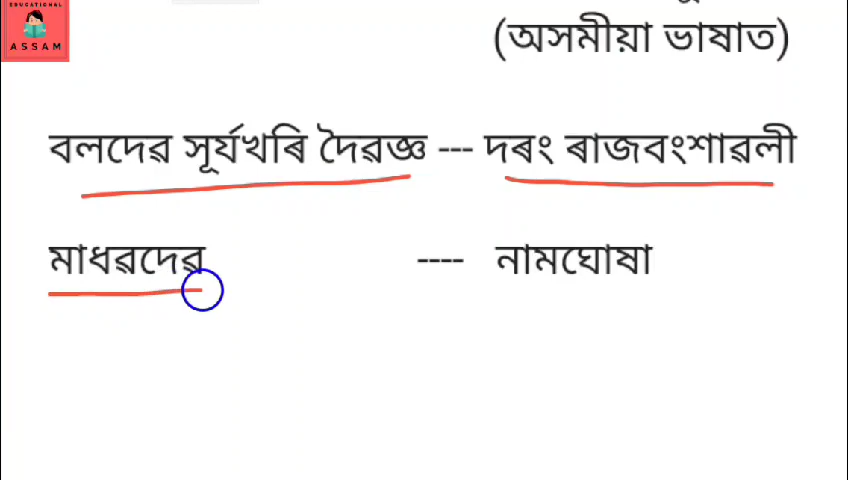 EDUCATIONAL
ASSAM
(অসমীয়া ভাষাত)
বলদেৱ সূৰ্যখৰি দৈৱজ্ঞ --- দৰং ৰাজবংশাৱলী
মাধৱদেৱ ---- নামঘোষা